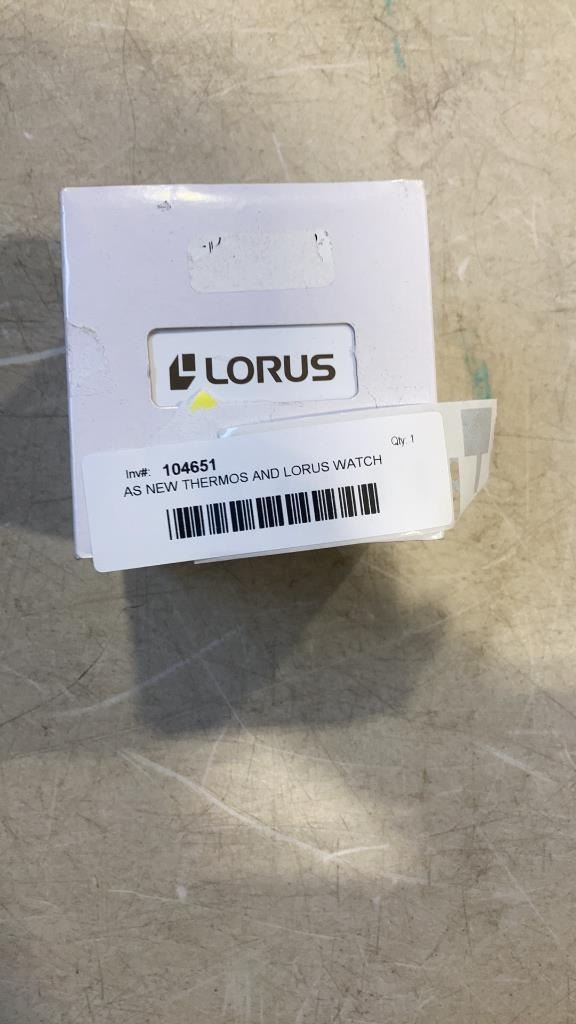 LORUS
Inv#: 104651
Qty: 1
AS NEW THERMOS AND LORUS WATCH